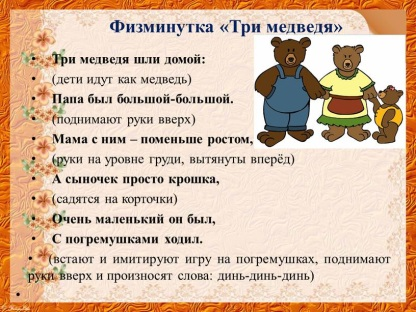 Физминутка «Три медведя»
• Три медведя шли домой:
• (дети идут как медведь)
• Папа был большой-большой.
• (поднимают руки вверх)
• Мама с ним – поменьше ростом,
• (руки на уровне груди, вытянуты вперёд)
• А сыночек просто крошка,
• (садятся на корточки)
• Очень маленький он был,
• С погремушками ходил.
• (встают и имитируют игру на погремушках, поднимают
руки вверх и произносят слова: динь-динь-динь)
•